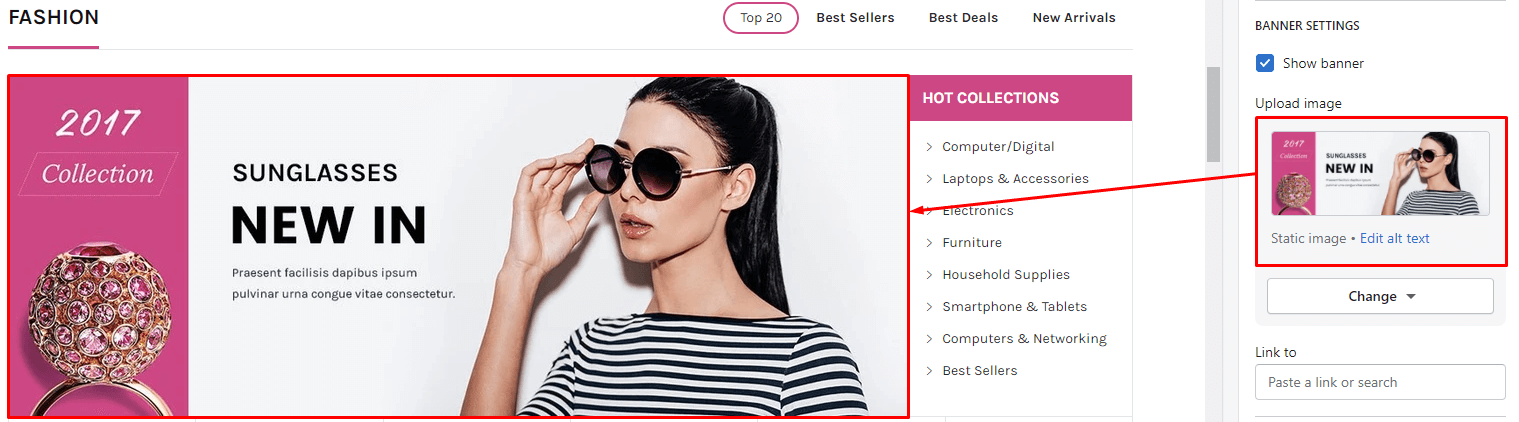 FASHION
Top 20
Best Sellers
Best Deals
New Arrivals
2017
Collection
SUNGLASSES
NEW IN
Praesent facilisis dapibus ipsum
pulvinar urna congue vitae consectetur.
HOT COLLECTIONS
Computer/Digital
Laptops & Accessories
Electronics
Furniture
Household Supplies
Smartphone & Tablets
Computers & Networking
Best Sellers
BANNER SETTINGS
Show banner
Upload image
2017
Collection
SUNGLASSES
NEW IN
Static image • Edit alt text
Change
Link to
Paste a link or search